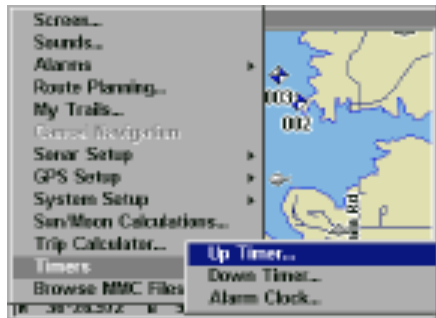 Screen...
Sounds...
Alarms
Route Planning...
My Trails...
Cancel Navigation
Sonar Setup
GPS Setup
System Setup
Sun/Moon Calculations...
Trip Calculator...
Timers
Browse MMC Files
Up Timer...
Down Timer...
Alarm Clock...
003
002
Rd